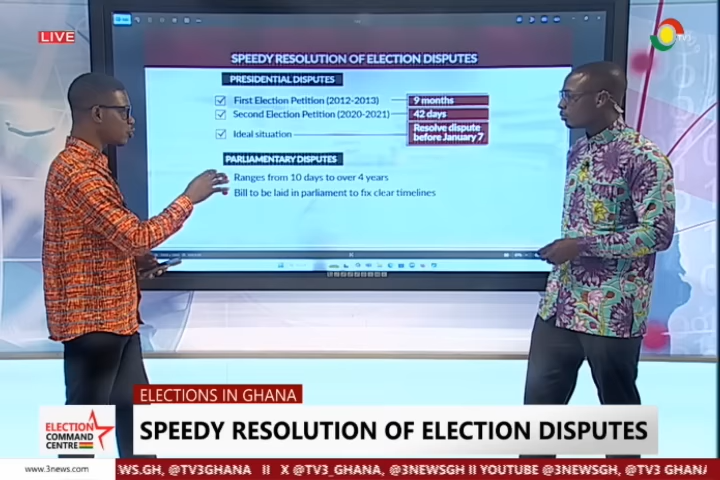 LIVE
TV3
SPEEDY RESOLUTION OF ELECTION DISPUTES
PRESIDENTIAL DISPUTES
First Election Petition (2012-2013)
9 months
Second Election Petition (2020-2021)
42 days
Ideal situation
Resolve dispute
before January 7
PARLIAMENTARY DISPUTES
Ranges from 10 days to over 4 years
Bill to be laid in parliament to fix clear timelines
ELECTIONS IN GHANA
ELECTION
COMMAND
CENTRE
SPEEDY RESOLUTION OF ELECTION DISPUTES
www.3news.com
WS.GH, @TV3GHANA II X @TV3_GHANA, @3NEWSGH II YOUTUBE @3NEWSGH, @TV3 GHANA